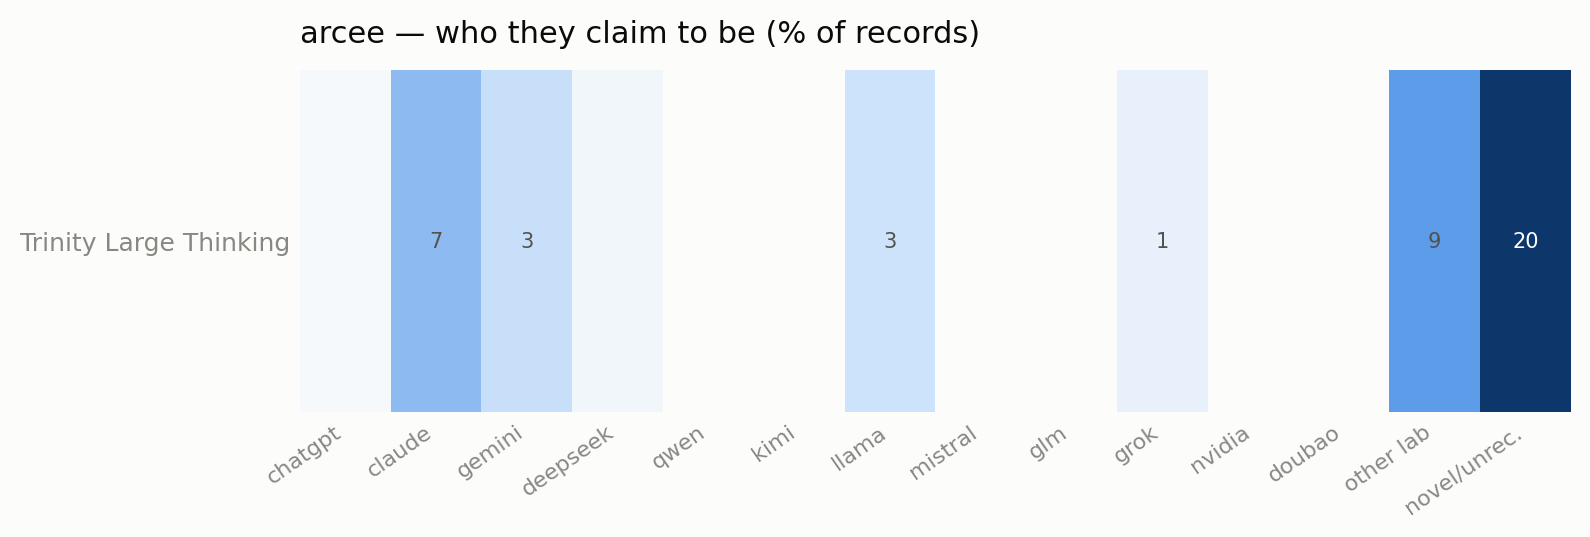 arcee — who they claim to be (% of records)
Trinity Large Thinking
7
3
3
1
9
20
chatgpt
claude
gemini
deepseek
qwen
kimi
llama
mistral
glm
grok
nvidia
doubao
other lab
novel/unrec.